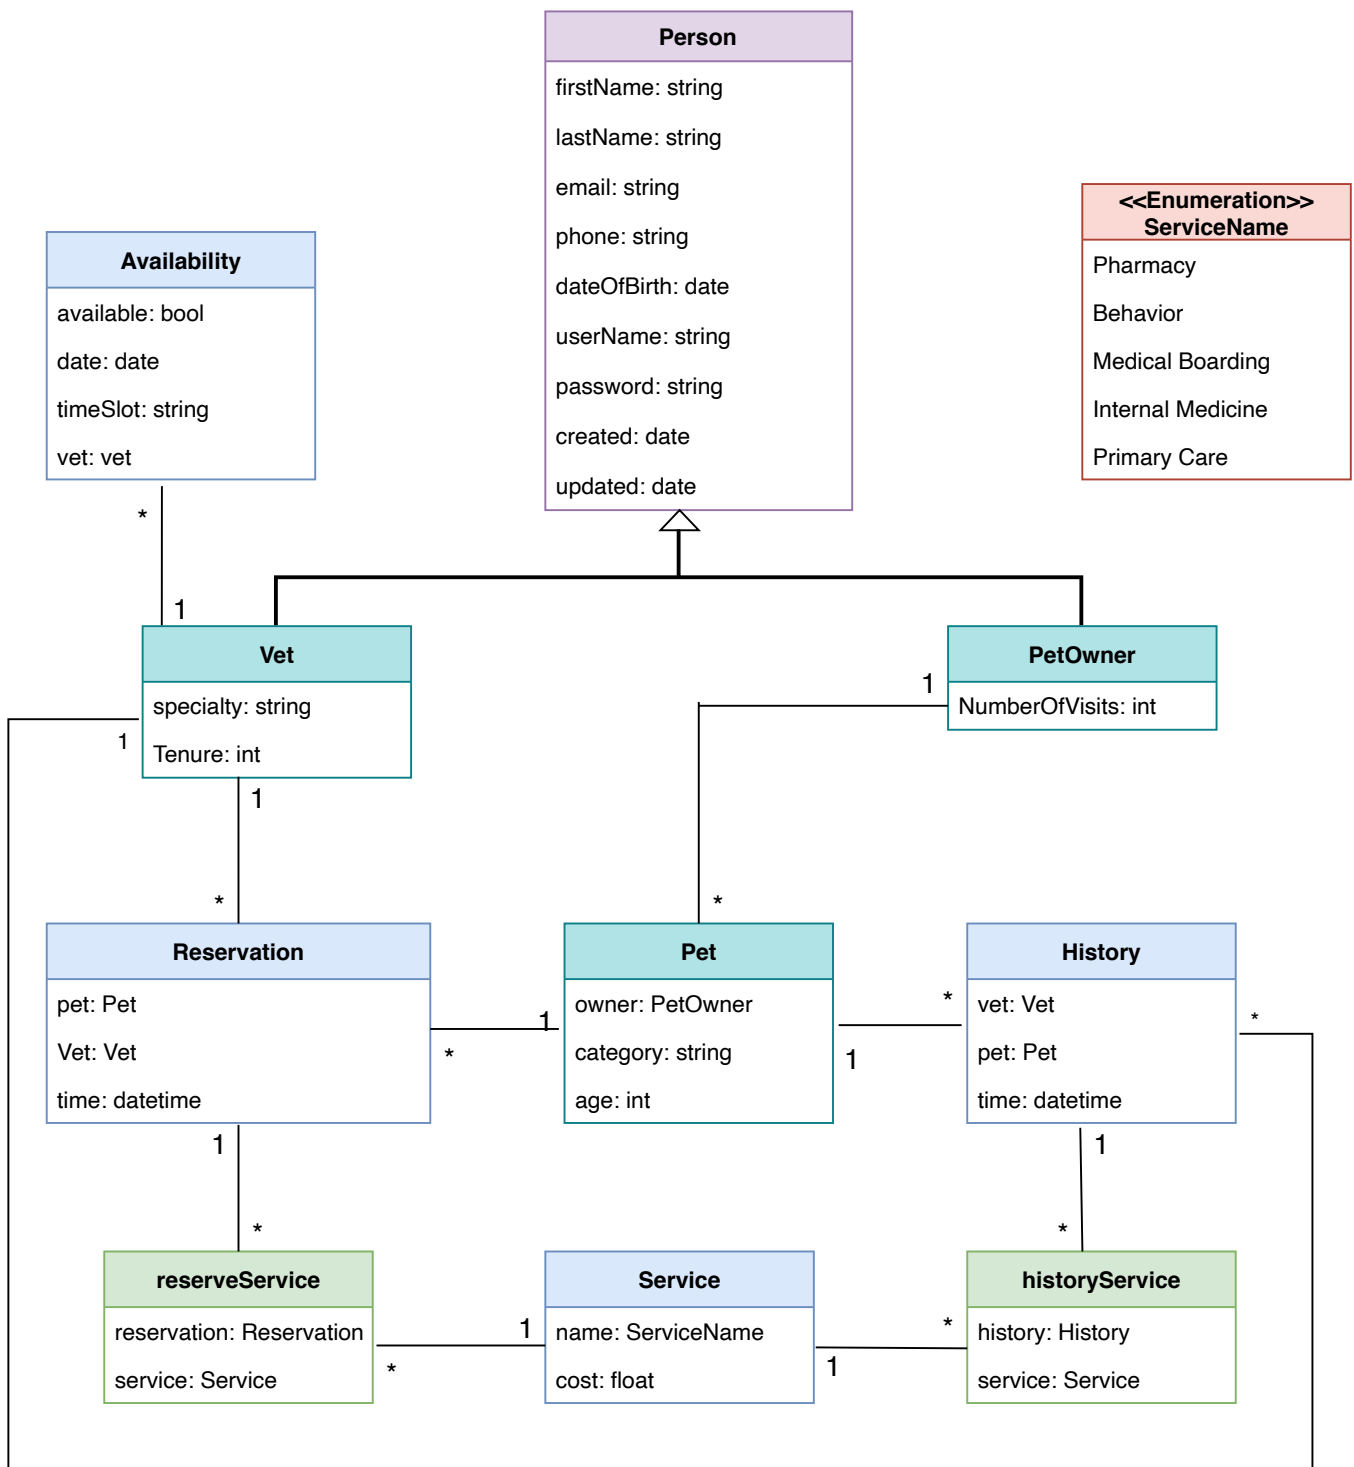 Person
firstName: string
lastName: string
email: string
phone: string
dateOfBirth: date
userName: string
password: string
created: date
updated: date
<<Enumeration>>
ServiceName
Pharmacy
Behavior
Medical Boarding
Internal Medicine
Primary Care
Availability
available: bool
date: date
timeSlot: string
vet: vet
*
1
Vet
specialty: string
Tenure: int
1
1
*
PetOwner
NumberOfVisits: int
1
*
Reservation
pet: Pet
Vet: Vet
time: datetime
*
1
Pet
owner: PetOwner
category: string
age: int
1
*
History
vet: Vet
pet: Pet
time: datetime
*
1
*
1
*
reserveService
reservation: Reservation
service: Service
*
1
Service
name: ServiceName
cost: float
1
*
historyService
history: History
service: Service